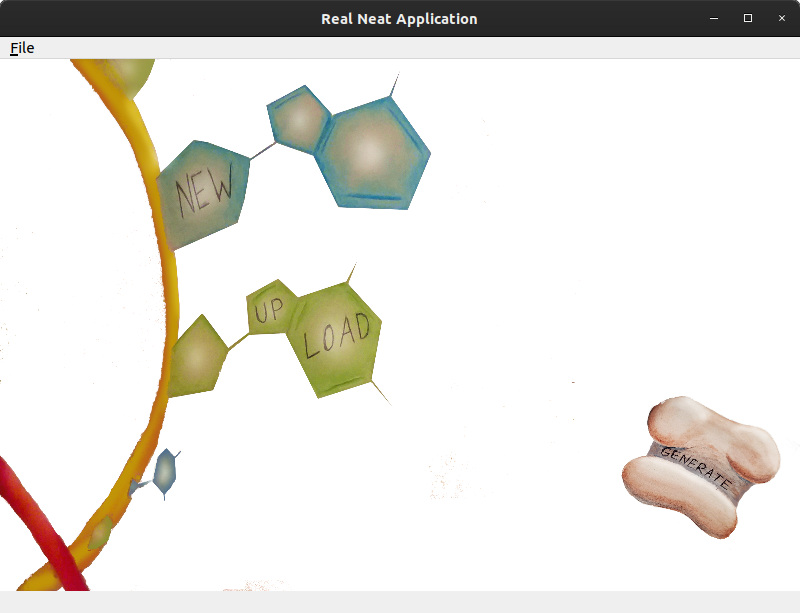 Real Neat Application
File
NEW
UP
LOAD
GENERATE